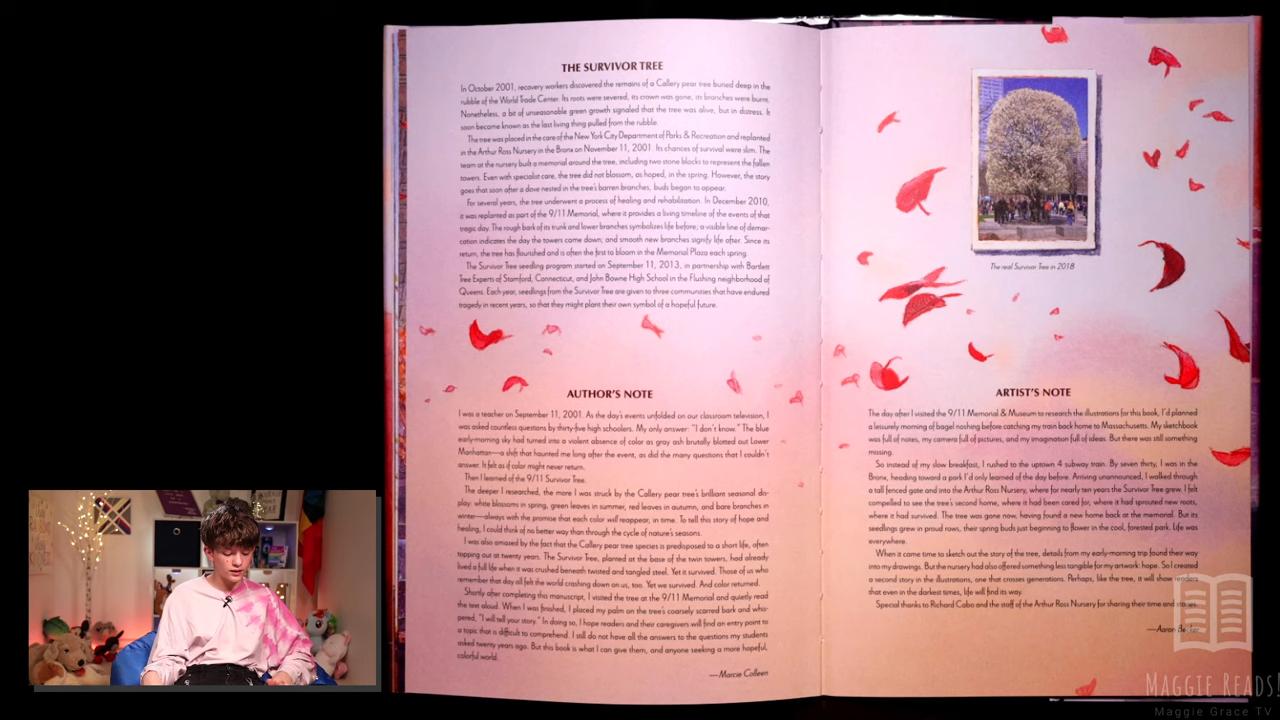 THE SURVIVOR TREE
In October 2001, recovery workers discovered the remains of a Callery pear tree buried deep in the
rubble of the World Trade Center. Its roots were severed, its crown was gone, its branches were burnt.
Nonetheless, a bit of unseasonable green growth signaled that the tree was alive, but in distress. It
soon became known as the last living thing pulled from the rubble.
The tree was placed in the care of the New York City Department of Parks & Recreation and replanted
in the Arthur Ross Nursery in the Bronx on November 11, 2001. Its chances of survival were slim. The
team at the nursery built a memorial around the tree, including two stone blocks to represent the fallen
towers. Even with specialist care, the tree did not blossom, as hoped, in the spring. However, the story
goes that soon after a dove nested in the tree's barren branches, buds began to appear.
For several years, the tree underwent a process of healing and rehabilitation. In December 2010,
it was replanted as part of the 9/11 Memorial, where it provides a living timeline of the events of that
tragic day. The rough bark of its trunk and lower branches symbolizes life before; a visible line of demar-
cation indicates the day the towers came down; and smooth new branches signify life after. Since its
return, the tree has flourished and is often the first to bloom in the Memorial Plaza each spring.
The Survivor Tree seedling program started on September 11, 2013, in partnership with Bartlett
Tree Experts of Stamford, Connecticut, and John Bowne High School in the Flushing neighborhood of
Queens. Each year, seedlings from the Survivor Tree are given to three communities that have endured
tragedy in recent years, so that they might plant their own symbol of a hopeful future.
AUTHOR'S NOTE
I was a teacher on September 11, 2001. As the day's events unfolded on our classroom television, I
was asked countless questions by thirty-five high schoolers. My only answer: "I don't know." The blue
early-morning sky had turned into a violent absence of color as gray ash brutally blotted out Lower
Manhattan—a shift that haunted me long after the event, as did the many questions that I couldn't
answer. It felt as if color might never return.
Then I learned of the 9/11 Survivor Tree.
The deeper I researched, the more I was struck by the Callery pear tree's brilliant seasonal dis-
play: white blossoms in spring, green leaves in summer, red leaves in autumn, and bare branches in
winter—always with the promise that each color will reappear, in time. To tell this story of hope and
healing, I could think of no better way than through the cycle of nature's seasons.
I was also amazed by the fact that the Callery pear tree species is predisposed to a short life, often
topping out at twenty years. The Survivor Tree, planted at the base of the twin towers, had already
lived a full life when it was crushed beneath twisted and tangled steel. Yet it survived. Those of us who
remember that day all felt the world crashing down on us, too. Yet we survived. And color returned.
Shortly after completing this manuscript, I visited the tree at the 9/11 Memorial and quietly read
the text aloud. When I was finished, I placed my palm on the tree's coarsely scarred bark and whis-
pered, "I will tell your story." In doing so, I hope readers and their caregivers will find an entry point to
a topic that is difficult to comprehend. I still do not have all the answers to the questions my students
asked twenty years ago. But this book is what I can give them, and anyone seeking a more hopeful,
colorful world.
—Marcie Colleen
The real Survivor Tree in 2018
ARTIST'S NOTE
The day after I visited the 9/11 Memorial & Museum to research the illustrations for this book, I'd planned
a leisurely morning of bagel noshing before catching my train back home to Massachusetts. My sketchbook
was full of notes, my camera full of pictures, and my imagination full of ideas. But there was still something
missing.
So instead of my slow breakfast, I rushed to the uptown 4 subway train. By seven thirty, I was in the
Bronx, heading toward a park I'd only learned of the day before. Arriving unannounced, I walked through
a tall fenced gate and into the Arthur Ross Nursery, where for nearly ten years the Survivor Tree grew. I felt
compelled to see the tree's second home, where it had been cared for, where it had sprouted new roots,
where it had survived. The tree was gone now, having found a new home back at the memorial. But its
seedlings grew in proud rows, their spring buds just beginning to flower in the cool, forested park. Life was
everywhere.
When it came time to sketch out the story of the tree, details from my early-morning trip found their way
into my drawings. But the nursery had also offered something less tangible for my artwork: hope. So I created
a second story in the illustrations, one that crosses generations. Perhaps, like the tree, it will show readers
that even in the darkest times, life will find its way.
Special thanks to Richard Cabo and the staff of the Arthur Ross Nursery for sharing their time and stories.
—Aaron Becker
MAGGIE READS!
Maggie Grace TV